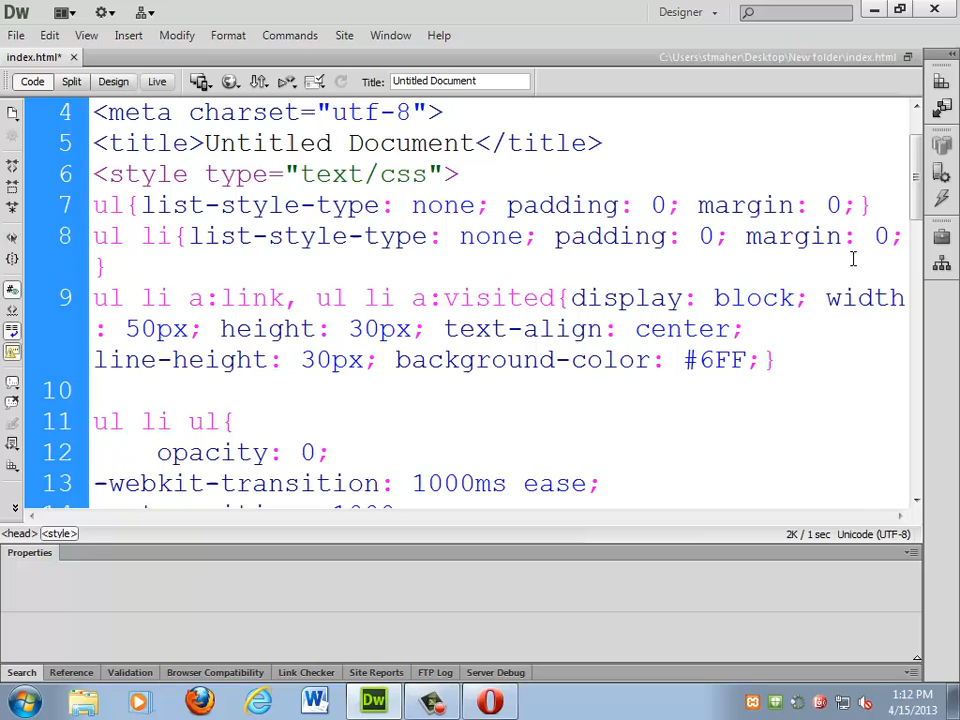 Dw
Designer
File Edit View Insert Modify Format Commands Site Window Help
index.html*
C:\Users\stmaher\Desktop\New folder\index.html
Code Split Design Live Title: Untitled Document
4 <meta charset="utf-8">
5 <title>Untitled Document</title>
6 <style type="text/css">
7 ul{list-style-type: none; padding: 0; margin: 0;}
8 ul li{list-style-type: none; padding: 0; margin: 0;
}
9 ul li a:link, ul li a:visited{display: block; width
: 50px; height: 30px; text-align: center;
line-height: 30px; background-color: #6FF;}
10
11 ul li ul{
12 opacity: 0;
13 -webkit-transition: 1000ms ease;
<head> <style>
2K / 1 sec Unicode (UTF-8)
Properties
Search Reference Validation Browser Compatibility Link Checker Site Reports FTP Log Server Debug
W Dw
1:12 PM
4/15/2013